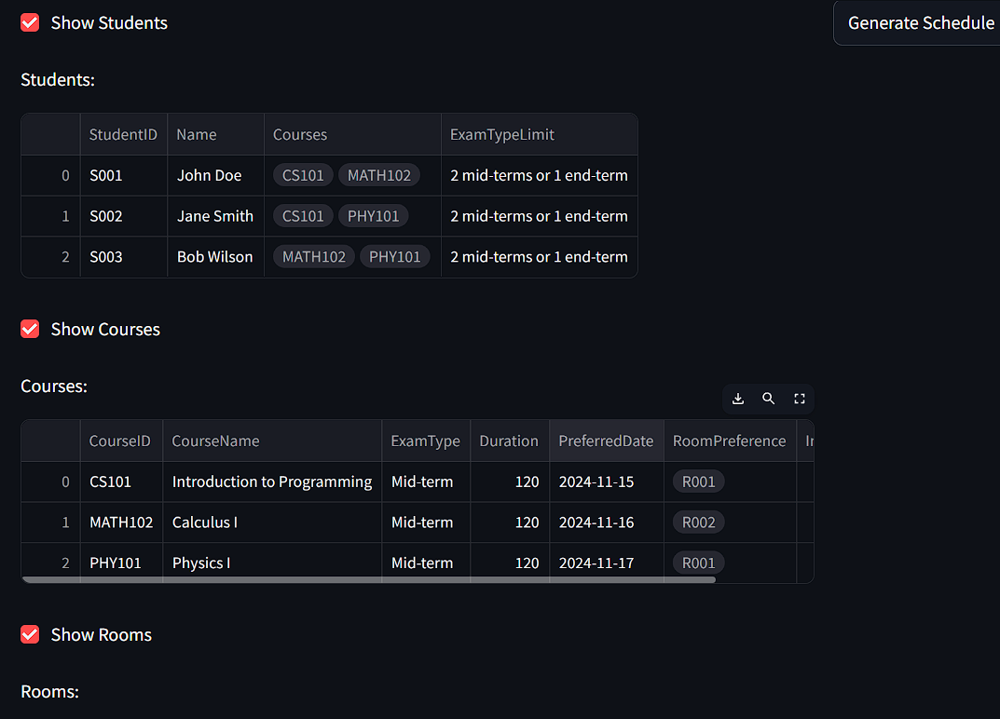 Show Students
Generate Schedule
Students:
StudentID Name Courses ExamTypeLimit
0 S001 John Doe CS101 MATH102 2 mid-terms or 1 end-term
1 S002 Jane Smith CS101 PHY101 2 mid-terms or 1 end-term
2 S003 Bob Wilson MATH102 PHY101 2 mid-terms or 1 end-term
Show Courses
Courses:
CourseID CourseName ExamType Duration PreferredDate RoomPreference
0 CS101 Introduction to Programming Mid-term 120 2024-11-15 R001
1 MATH102 Calculus I Mid-term 120 2024-11-16 R002
2 PHY101 Physics I Mid-term 120 2024-11-17 R001
Show Rooms
Rooms: